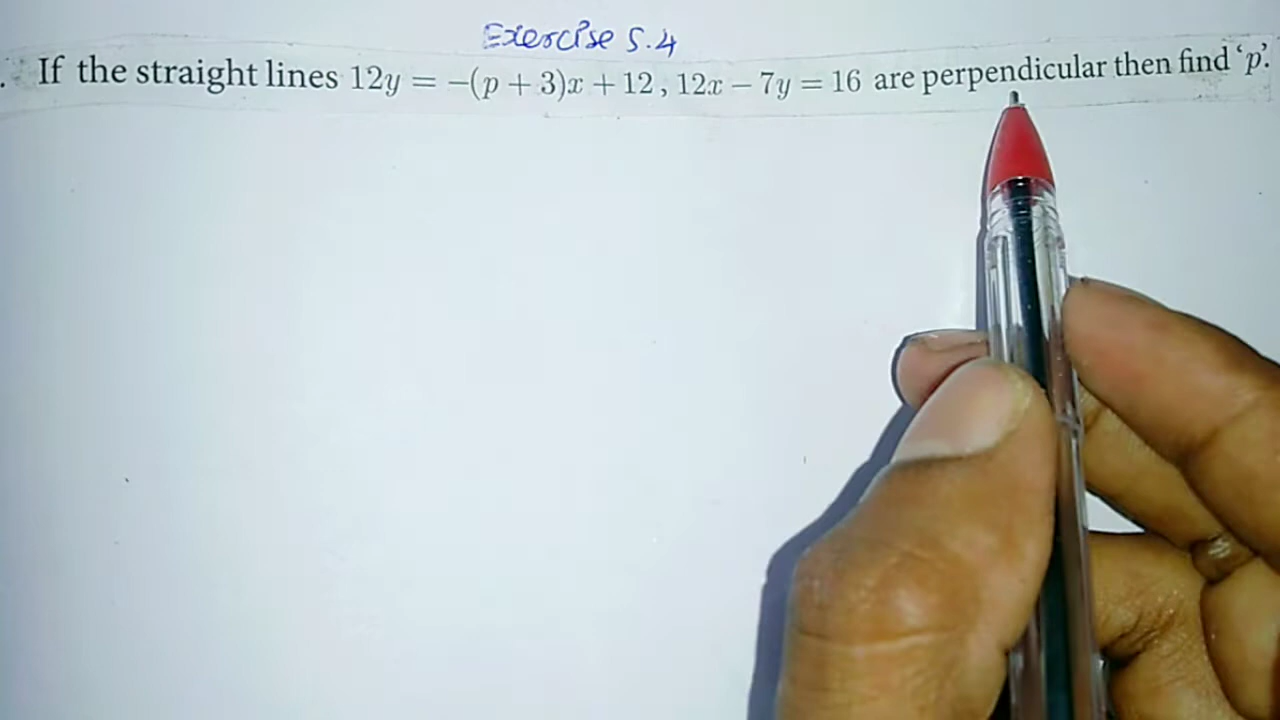 Exercise 5.4
. If the straight lines 12y = −(p + 3)x + 12 , 12x − 7y = 16 are perpendicular then find ‘p’.